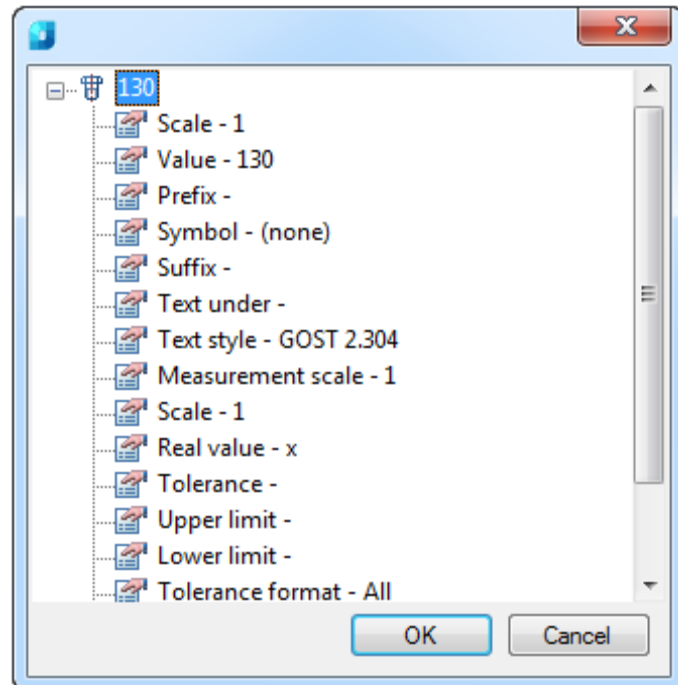 130
Scale - 1
Value - 130
Prefix -
Symbol - (none)
Suffix -
Text under -
Text style - GOST 2.304
Measurement scale - 1
Scale - 1
Real value - x
Tolerance -
Upper limit -
Lower limit -
Tolerance format - All
OK Cancel